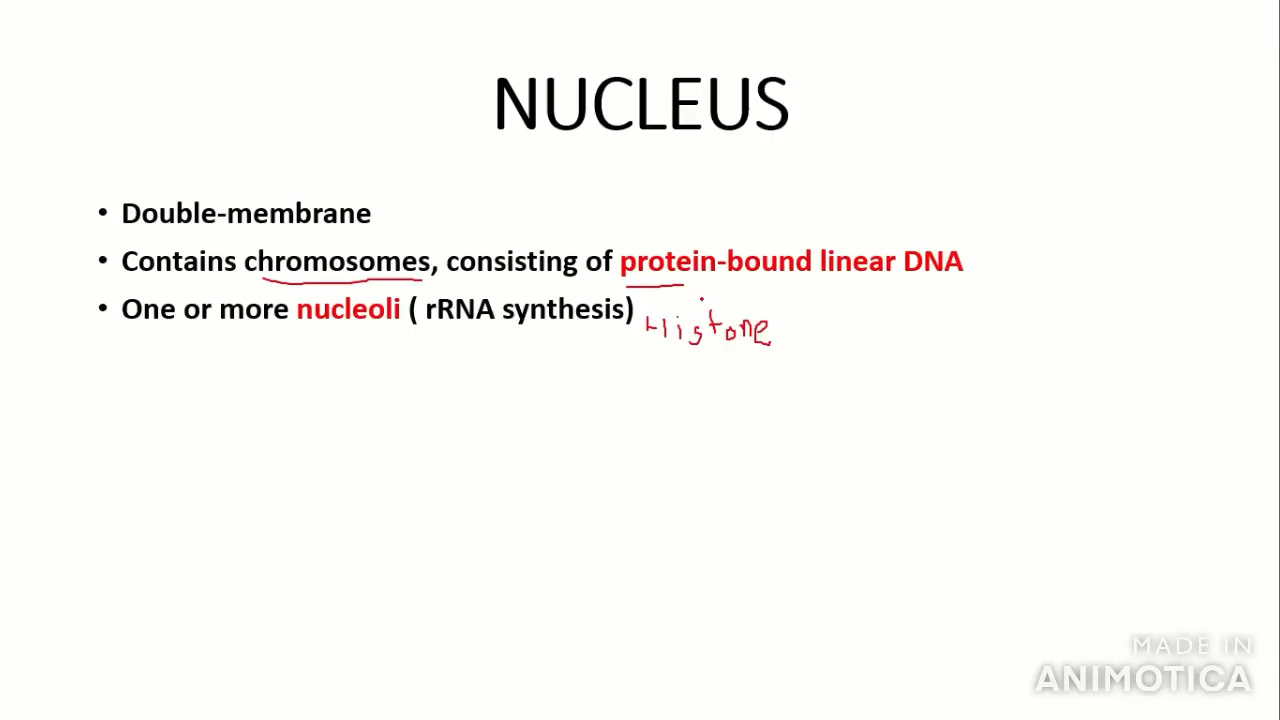 NUCLEUS
• Double-membrane
• Contains chromosomes, consisting of protein-bound linear DNA
• One or more nucleoli ( rRNA synthesis)
Histone
MADE IN
ANIMOTICA